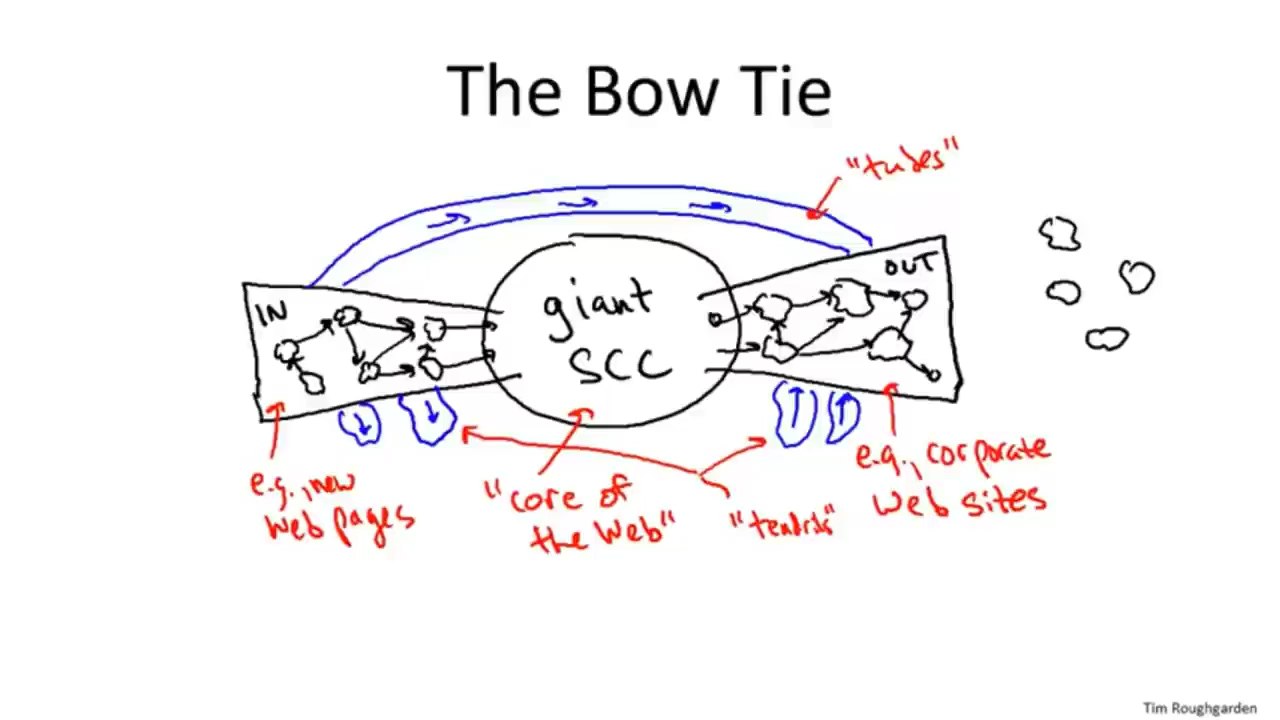 The Bow Tie
"tubes"
IN
OUT
giant
SCC
e.g., new
web pages
"core of
the Web"
"tendrils"
e.g., corporate
web sites
Tim Roughgarden